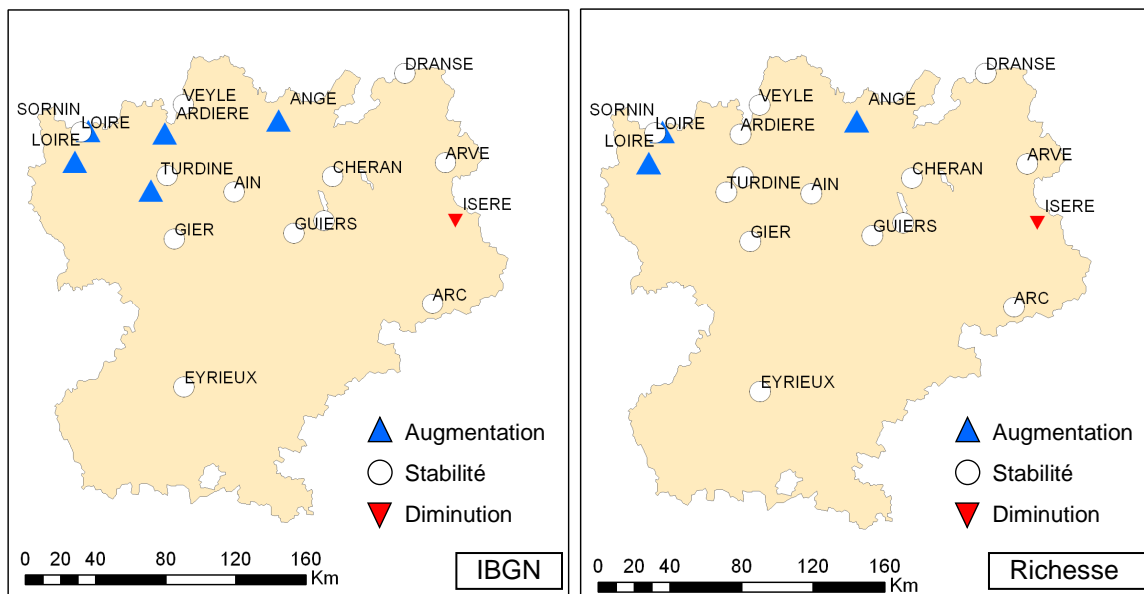 DRANSE
VEYLE
ARDIERE
ANGE
SORNIN
LOIRE
LOIRE
TURDINE
AIN
CHERAN
ARVE
ISERE
GIER
GUIERS
ARC
EYRIEUX
Augmentation
Stabilité
Diminution
0 20 40 80 120 160
Km
IBGN
DRANSE
VEYLE
ANGE
SORNIN
LOIRE
ARDIERE
LOIRE
TURDINE
AIN
CHERAN
ARVE
ISERE
GIER
GUIERS
ARC
EYRIEUX
Augmentation
Stabilité
Diminution
0 20 40 80 120 160
Km
Richesse